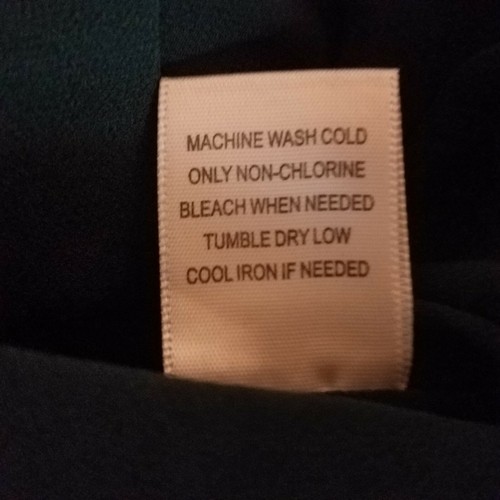 MACHINE WASH COLD
ONLY NON-CHLORINE
BLEACH WHEN NEEDED
TUMBLE DRY LOW
COOL IRON IF NEEDED